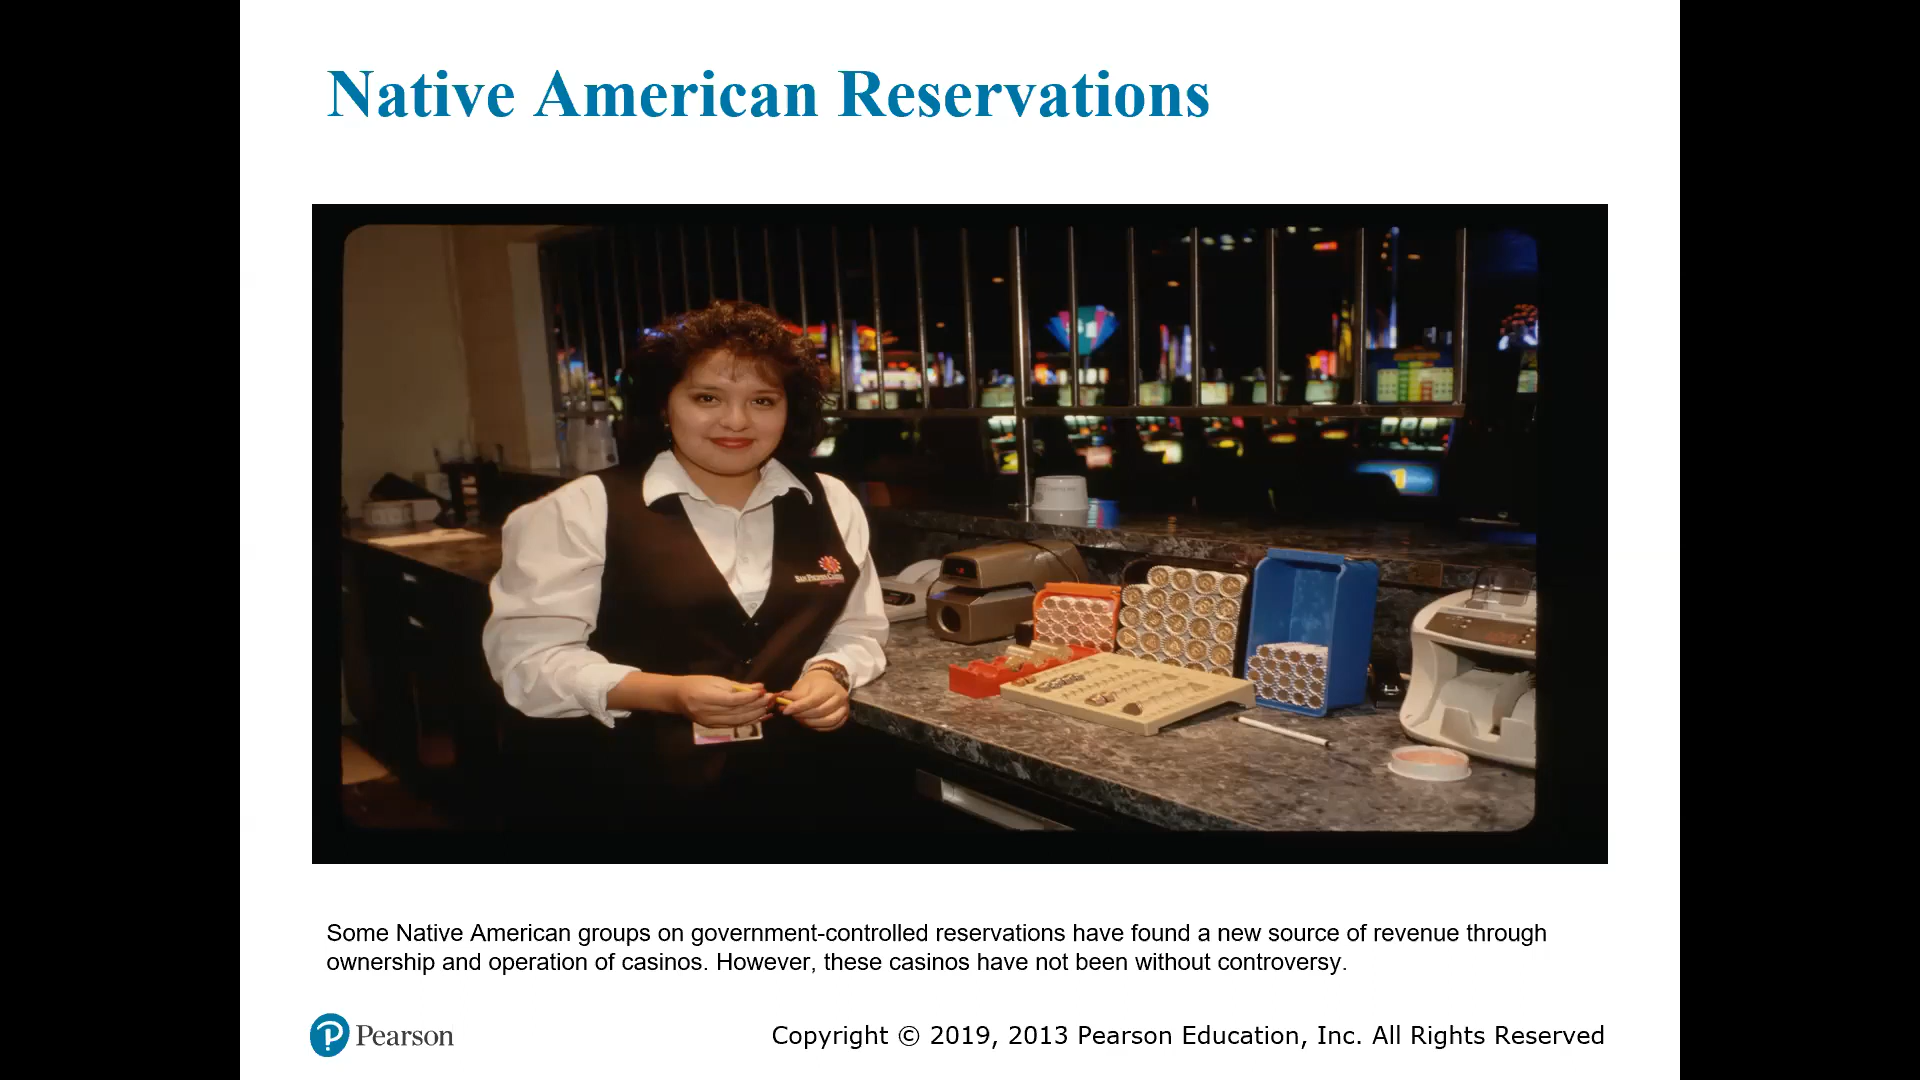 Native American Reservations
Some Native American groups on government-controlled reservations have found a new source of revenue through
ownership and operation of casinos. However, these casinos have not been without controversy.
Pearson
Copyright © 2019, 2013 Pearson Education, Inc. All Rights Reserved